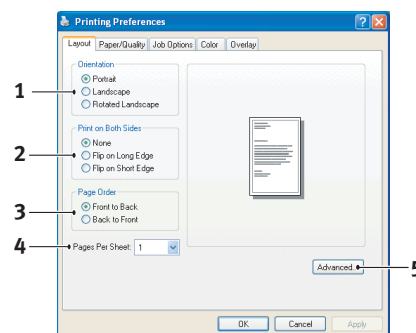 Printing Preferences
Layout Paper/Quality Job Options Color Overlay
Orientation
Portrait
1 Landscape
Rotated Landscape
Print on Both Sides
None
2 Flip on Long Edge
Flip on Short Edge
Page Order
3 Front to Back
Back to Front
4 Pages Per Sheet: 1
Advanced... 5
OK Cancel Apply